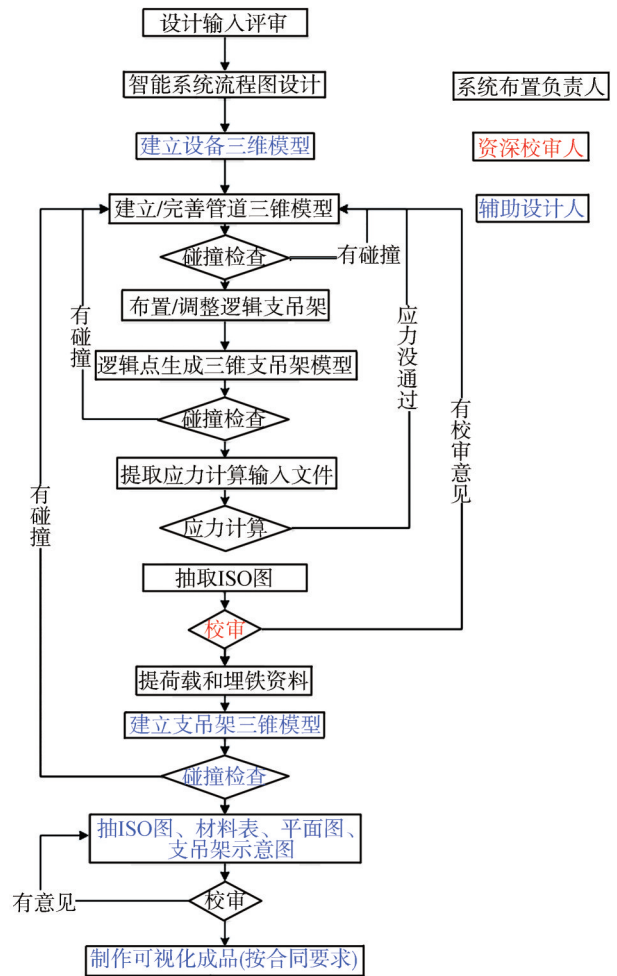 设计输入评审
智能系统流程图设计
系统布置负责人
建立设备三维模型
资深校审人
建立/完善管道三锥模型
辅助设计人
碰撞检查
有碰撞
布置/调整逻辑支吊架
有碰撞
应力没通过
逻辑点生成三锥支吊架模型
碰撞检查
有校审意见
提取应力计算输入文件
有碰撞
应力计算
抽取ISO图
校审
提荷载和埋铁资料
建立支吊架三锥模型
碰撞检查
抽ISO图、材料表、平面图、
支吊架示意图
有意见
校审
制作可视化成品(按合同要求)